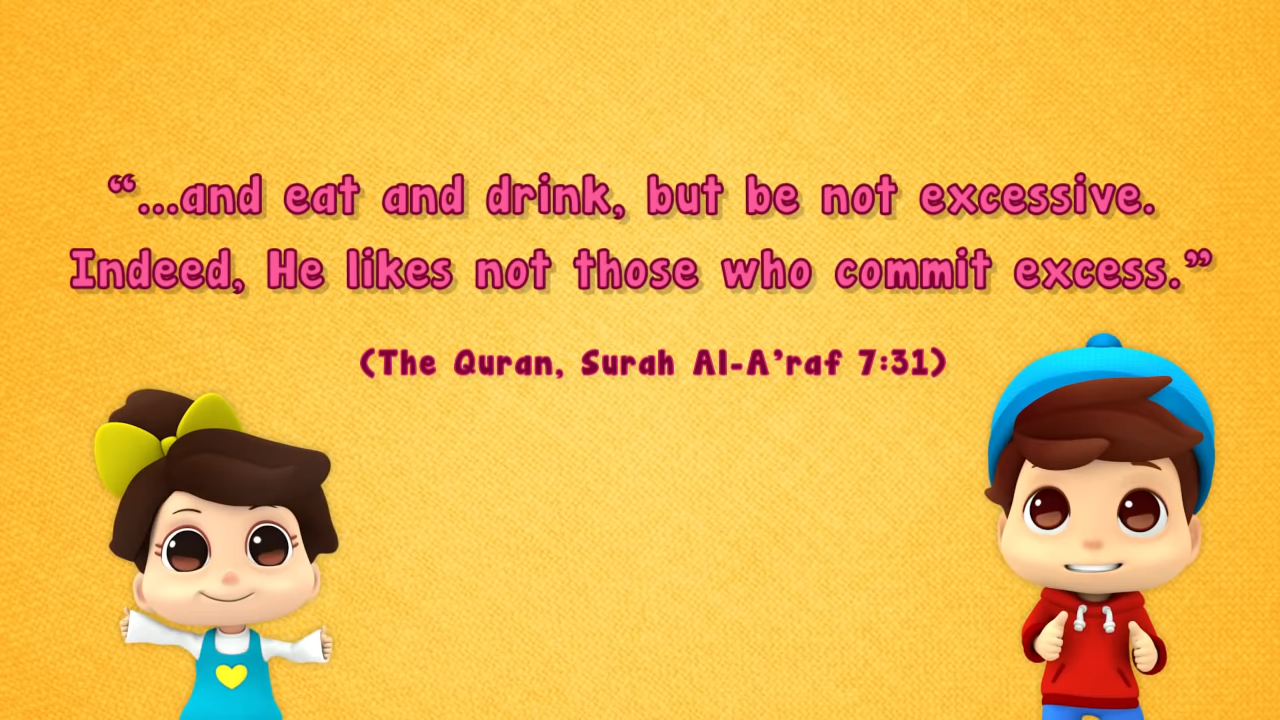 “...and eat and drink, but be not excessive.
Indeed, He likes not those who commit excess.”
(The Quran, Surah Al-A’raf 7:31)